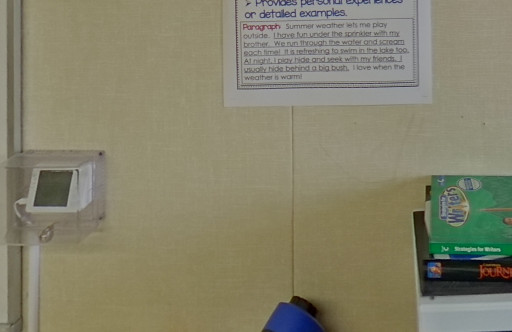 ➢ Provides personal experiences
or detailed examples.
Paragraph: Summer weather lets me play
outside. I have fun under the sprinkler with my
brother. We run through the water and scream
each time! It is refreshing to swim in the lake too.
At night, I play hide and seek with my friends. I
usually hide behind a big bush. I love when the
weather is warm!
Writers
Strategies for Writers
JOURN